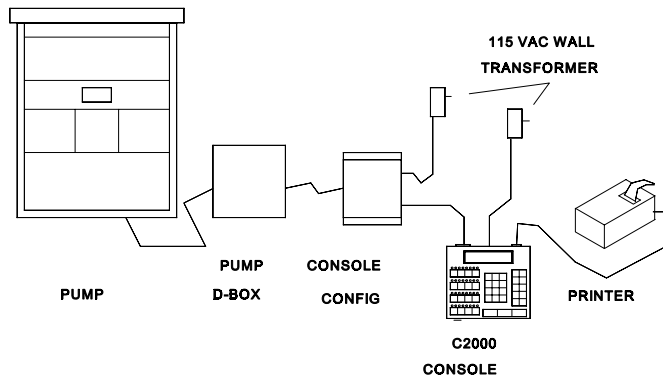 115 VAC WALL
TRANSFORMER
PUMP
D-BOX
CONSOLE
CONFIG
PUMP
PRINTER
C2000
CONSOLE